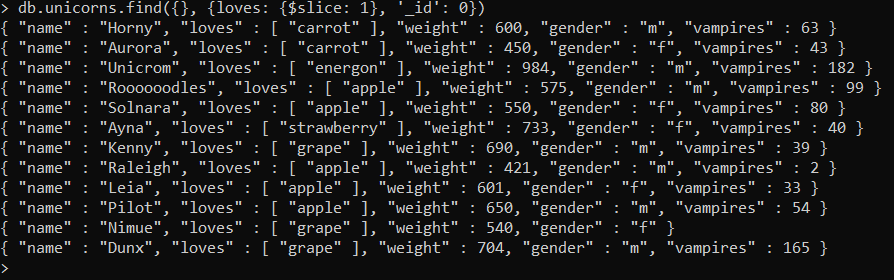 > db.unicorns.find({}, {loves: {$slice: 1}, '_id': 0})
{ "name" : "Horny", "loves" : [ "carrot" ], "weight" : 600, "gender" : "m", "vampires" : 63 }
{ "name" : "Aurora", "loves" : [ "carrot" ], "weight" : 450, "gender" : "f", "vampires" : 43 }
{ "name" : "Unicrom", "loves" : [ "energon" ], "weight" : 984, "gender" : "m", "vampires" : 182 }
{ "name" : "Roooooodles", "loves" : [ "apple" ], "weight" : 575, "gender" : "m", "vampires" : 99 }
{ "name" : "Solnara", "loves" : [ "apple" ], "weight" : 550, "gender" : "f", "vampires" : 80 }
{ "name" : "Ayna", "loves" : [ "strawberry" ], "weight" : 733, "gender" : "f", "vampires" : 40 }
{ "name" : "Kenny", "loves" : [ "grape" ], "weight" : 690, "gender" : "m", "vampires" : 39 }
{ "name" : "Raleigh", "loves" : [ "apple" ], "weight" : 421, "gender" : "m", "vampires" : 2 }
{ "name" : "Leia", "loves" : [ "apple" ], "weight" : 601, "gender" : "f", "vampires" : 33 }
{ "name" : "Pilot", "loves" : [ "apple" ], "weight" : 650, "gender" : "m", "vampires" : 54 }
{ "name" : "Nimue", "loves" : [ "grape" ], "weight" : 540, "gender" : "f" }
{ "name" : "Dunx", "loves" : [ "grape" ], "weight" : 704, "gender" : "m", "vampires" : 165 }
>